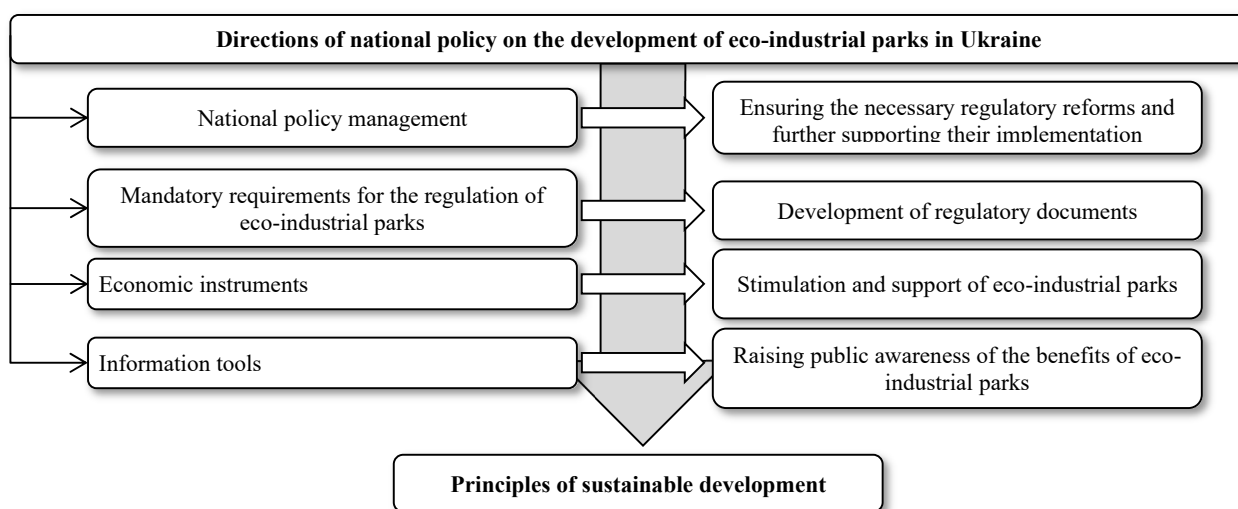 Directions of national policy on the development of eco-industrial parks in Ukraine
National policy management
Ensuring the necessary regulatory reforms and
further supporting their implementation
Mandatory requirements for the regulation of
eco-industrial parks
Development of regulatory documents
Economic instruments
Stimulation and support of eco-industrial parks
Information tools
Raising public awareness of the benefits of eco-
industrial parks
Principles of sustainable development